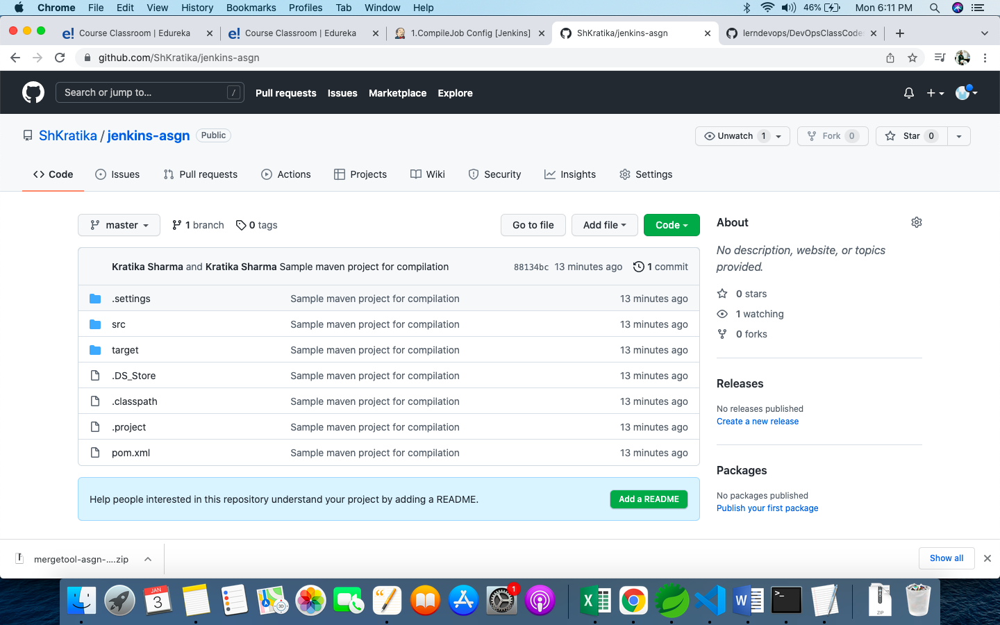 Chrome File Edit View History Bookmarks Profiles Tab Window Help 46% Mon 6:11 PM
e! Course Classroom | Edureka e! Course Classroom | Edureka 1.CompileJob Config [Jenkins] ShKratika/jenkins-asgn lerndevops/DevOpsClassCodes
github.com/ShKratika/jenkins-asgn
Search or jump to... / Pull requests Issues Marketplace Explore
ShKratika / jenkins-asgn Public Unwatch 1 Fork 0 Star 0
<> Code Issues Pull requests Actions Projects Wiki Security Insights Settings
master 1 branch 0 tags Go to file Add file Code
Kratika Sharma and Kratika Sharma Sample maven project for compilation 88134bc 13 minutes ago 1 commit
.settings Sample maven project for compilation 13 minutes ago
src Sample maven project for compilation 13 minutes ago
target Sample maven project for compilation 13 minutes ago
.DS_Store Sample maven project for compilation 13 minutes ago
.classpath Sample maven project for compilation 13 minutes ago
.project Sample maven project for compilation 13 minutes ago
pom.xml Sample maven project for compilation 13 minutes ago
Help people interested in this repository understand your project by adding a README. Add a README
About
No description, website, or topics
provided.
0 stars
1 watching
0 forks
Releases
No releases published
Create a new release
Packages
No packages published
Publish your first package
mergetool-asgn-....zip Show all
JAN
3
3D
1
X
W
>_
ZIP